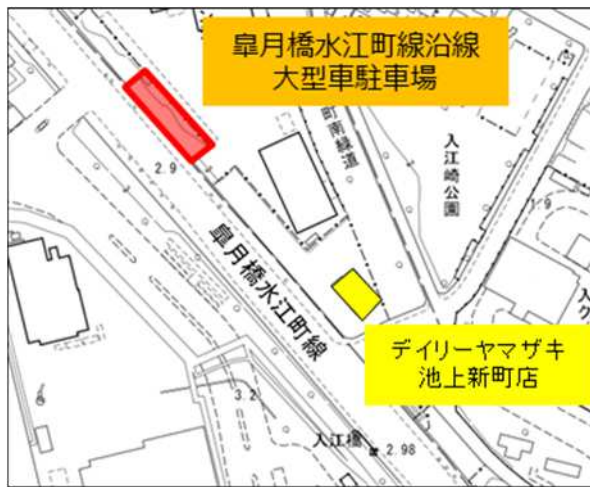 皐月橋水江町線沿線
大型車駐車場
町南緑道
入江崎公園
2.9
1.9
皐月橋水江町線
デイリーヤマザキ
池上新町店
3.2
入江橋
2.98